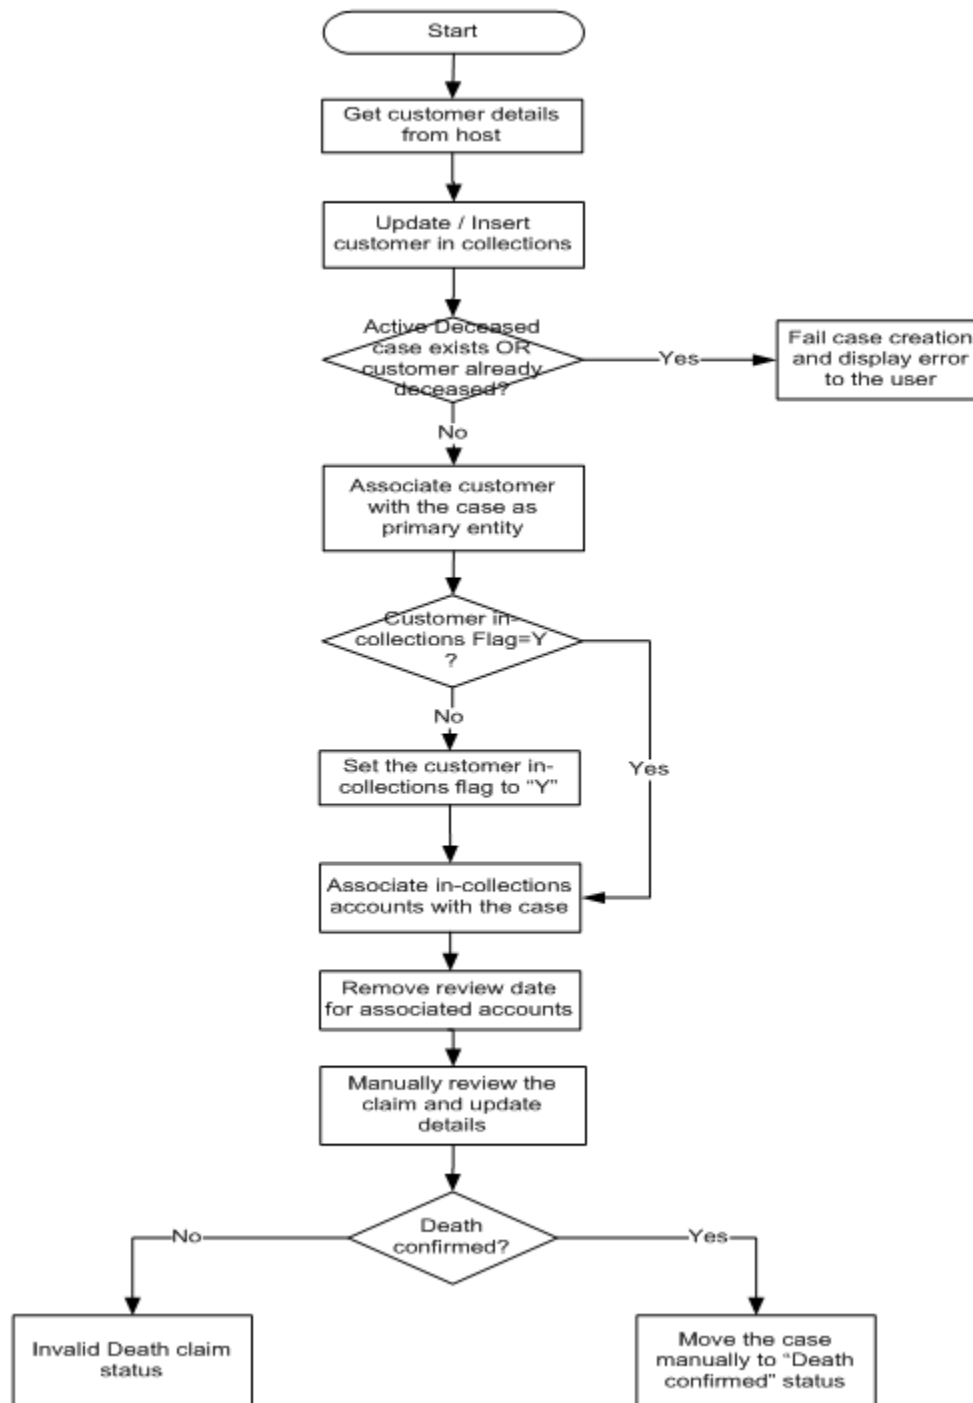 Start
Get customer details
from host
Update / Insert
customer in collections
Active Deceased
case exists OR
customer already
deceased?
Yes
Fail case creation
and display error
to the user
No
Associate customer
with the case as
primary entity
Customer in-
collections Flag=Y
?
No
Yes
Set the customer in-
collections flag to “Y”
Associate in-collections
accounts with the case
Remove review date
for associated accounts
Manually review the
claim and update
details
Death
confirmed?
No
Yes
Invalid Death claim
status
Move the case
manually to “Death
confirmed” status